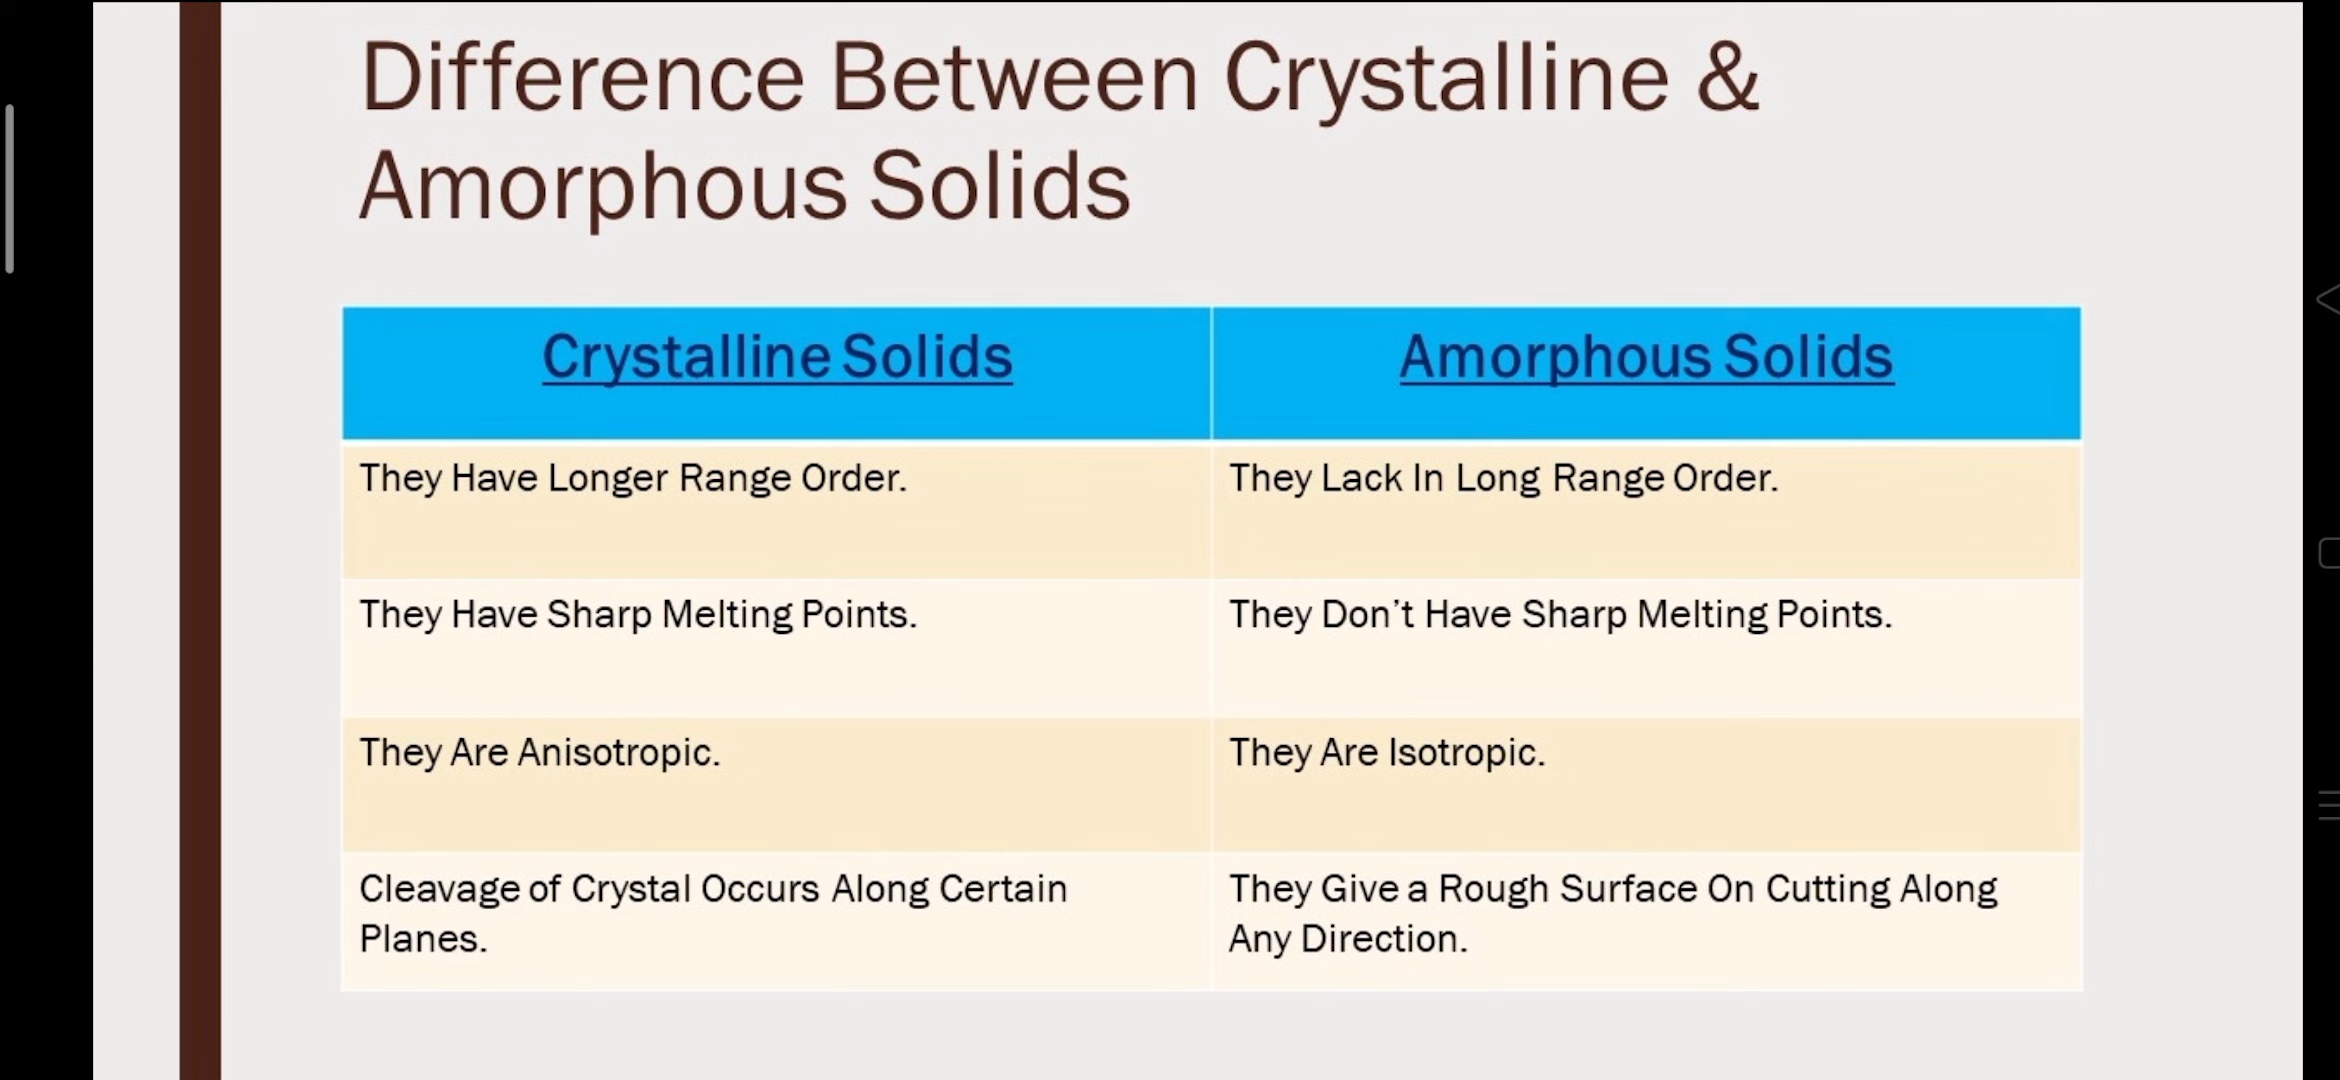 Difference Between Crystalline &
Amorphous Solids
Crystalline Solids
Amorphous Solids
They Have Longer Range Order.
They Lack In Long Range Order.
They Have Sharp Melting Points.
They Don't Have Sharp Melting Points.
They Are Anisotropic.
They Are Isotropic.
Cleavage of Crystal Occurs Along Certain
Planes.
They Give a Rough Surface On Cutting Along
Any Direction.